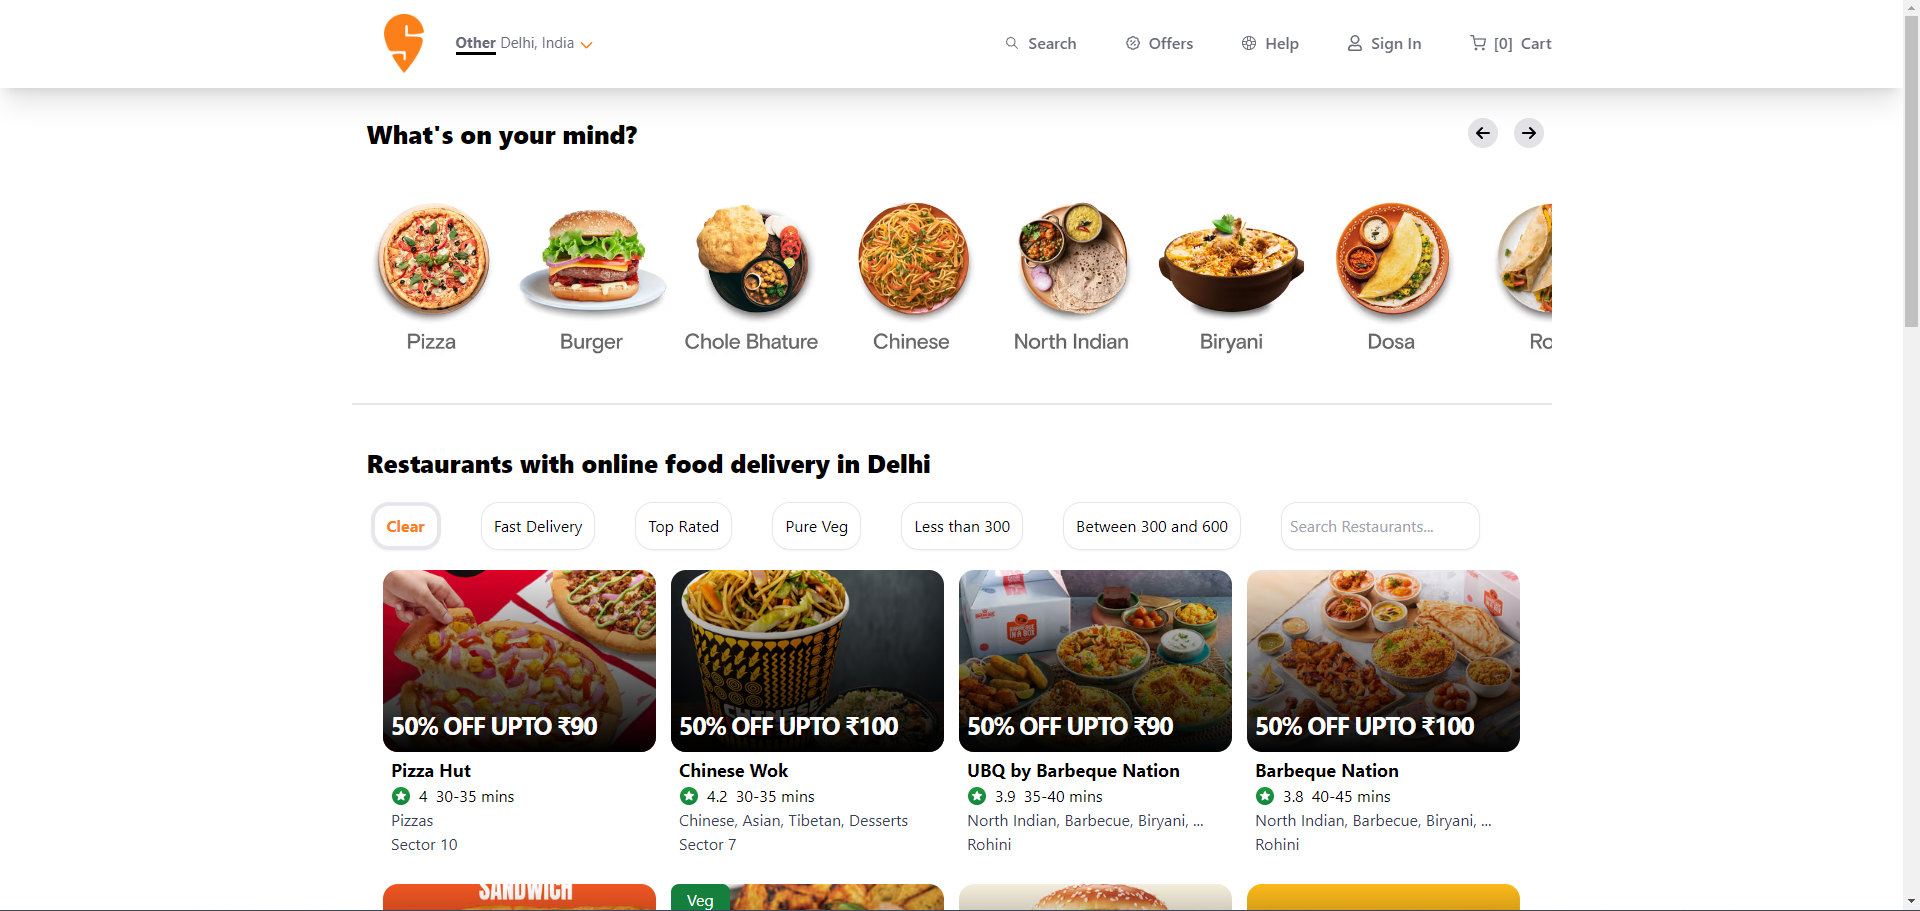 Other Delhi, India
Search
Offers
Help
Sign In
[0] Cart
What's on your mind?
Pizza
Burger
Chole Bhature
Chinese
North Indian
Biryani
Dosa
Ro
Restaurants with online food delivery in Delhi
Clear
Fast Delivery
Top Rated
Pure Veg
Less than 300
Between 300 and 600
Search Restaurants...
50% OFF UPTO ₹90
Pizza Hut
4 30-35 mins
Pizzas
Sector 10
CHINESE
50% OFF UPTO ₹100
Chinese Wok
4.2 30-35 mins
Chinese, Asian, Tibetan, Desserts
Sector 7
BARBEQUE
IN A BOX
50% OFF UPTO ₹90
UBQ by Barbeque Nation
3.9 35-40 mins
North Indian, Barbecue, Biryani, ...
Rohini
50% OFF UPTO ₹100
Barbeque Nation
3.8 40-45 mins
North Indian, Barbecue, Biryani, ...
Rohini
SANDWICH
Veg